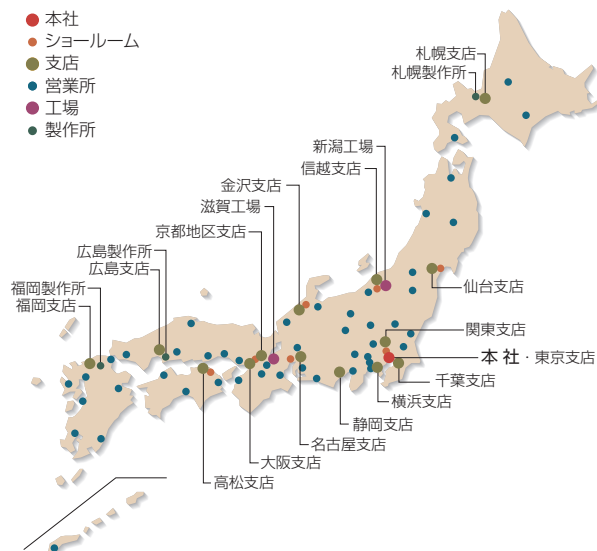 本社
ショールーム
支店
営業所
工場
製作所
札幌支店
札幌製作所
新潟工場
信越支店
金沢支店
滋賀工場
京都地区支店
広島製作所
広島支店
福岡製作所
福岡支店
仙台支店
関東支店
本社・東京支店
千葉支店
横浜支店
静岡支店
名古屋支店
大阪支店
高松支店